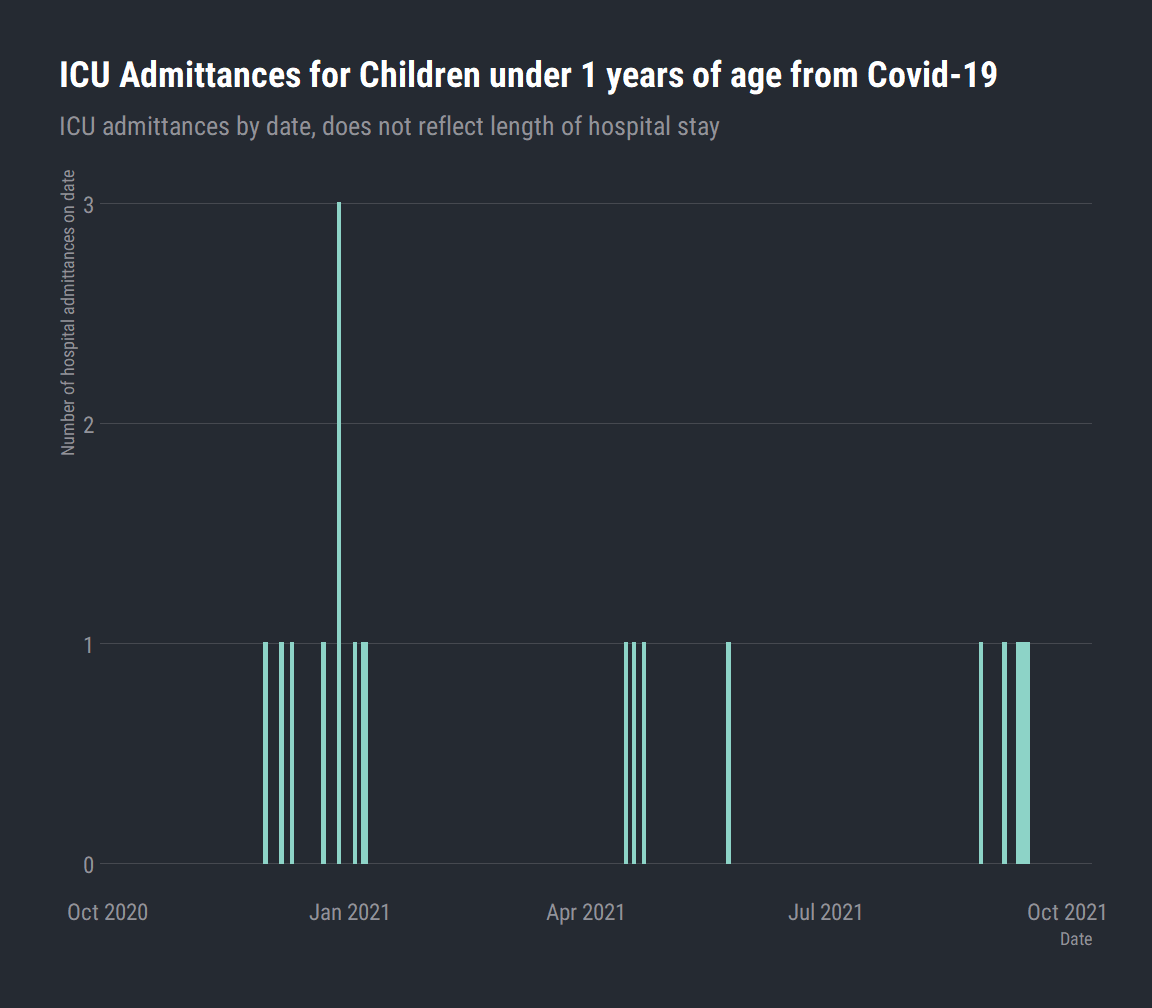 ICU Admittances for Children under 1 years of age from Covid-19
ICU admittances by date, does not reflect length of hospital stay
Number of hospital admittances on date
3
2
1
0
Oct 2020 Jan 2021 Apr 2021 Jul 2021 Oct 2021
Date